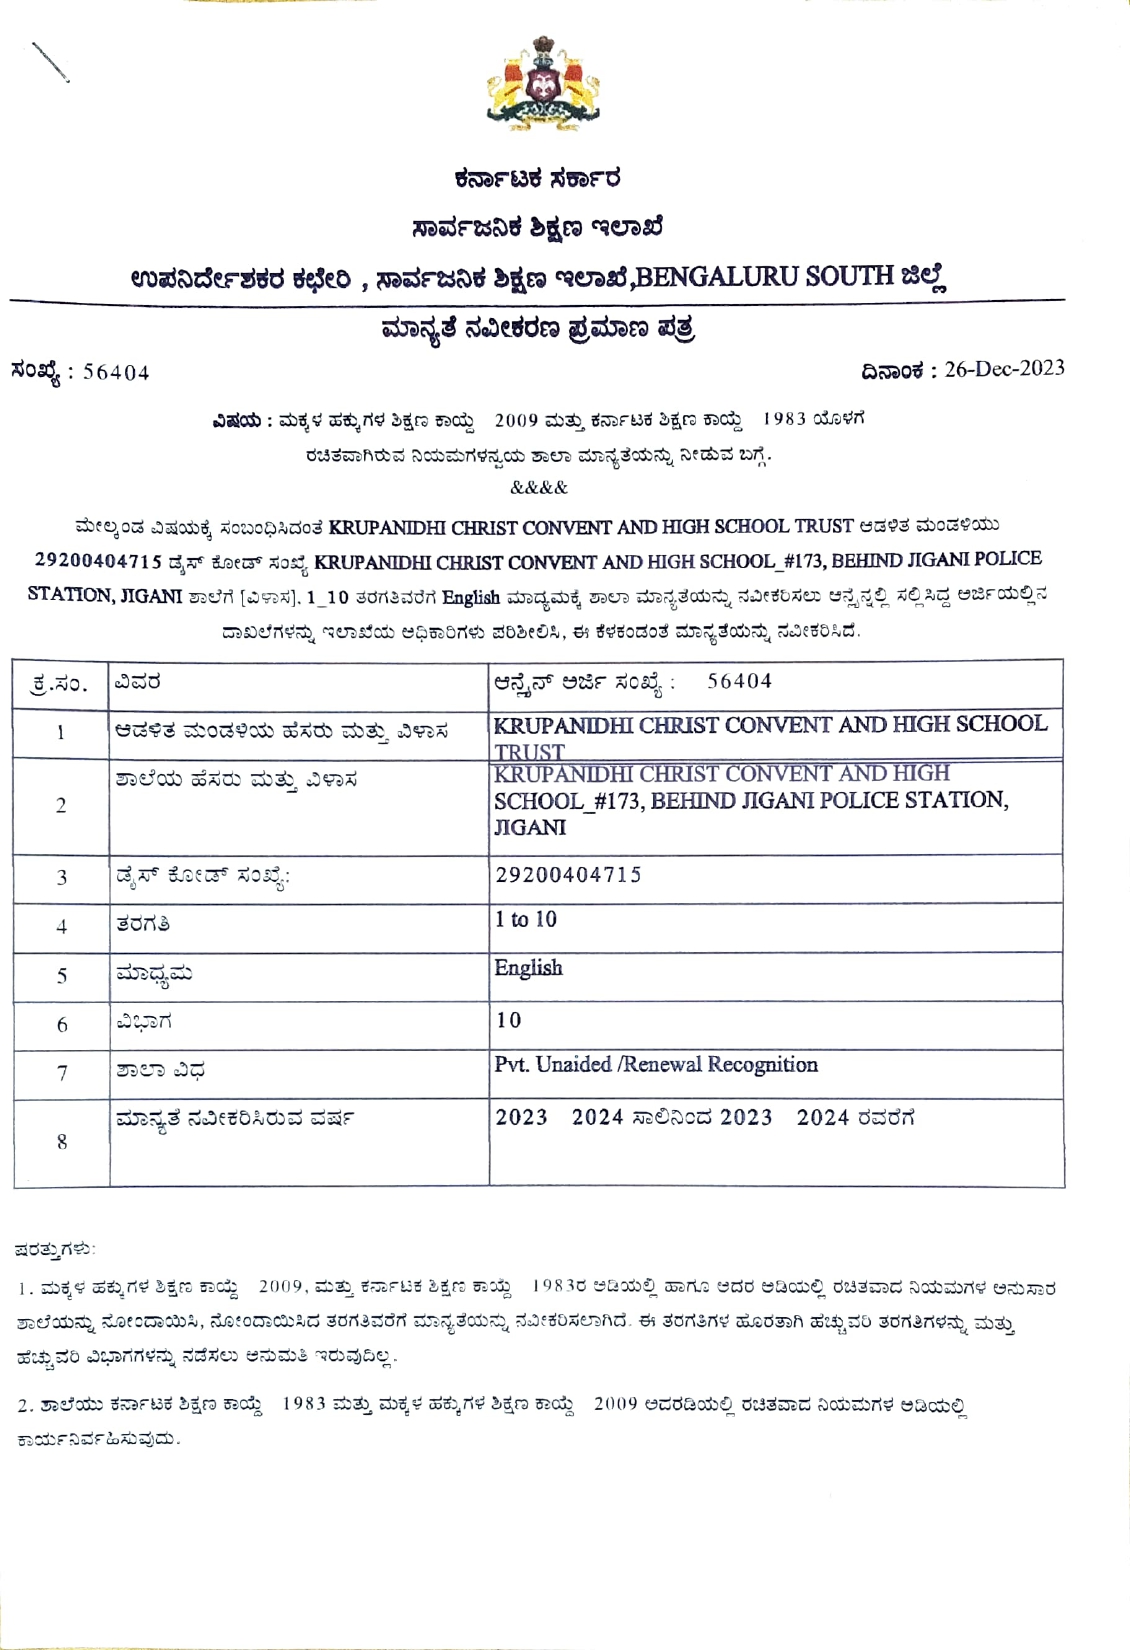 ಕರ್ನಾಟಕ ಸರ್ಕಾರ
ಸಾರ್ವಜನಿಕ ಶಿಕ್ಷಣ ಇಲಾಖೆ
ಉಪನಿರ್ದೇಶಕರ ಕಛೇರಿ , ಸಾರ್ವಜನಿಕ ಶಿಕ್ಷಣ ಇಲಾಖೆ,BENGALURU SOUTH ಜಿಲ್ಲೆ
ಮಾನ್ಯತೆ ನವೀಕರಣ ಪ್ರಮಾಣ ಪತ್ರ
ಸಂಖ್ಯೆ : 56404 ದಿನಾಂಕ : 26-Dec-2023
ವಿಷಯ : ಮಕ್ಕಳ ಹಕ್ಕುಗಳ ಶಿಕ್ಷಣ ಕಾಯ್ದೆ 2009 ಮತ್ತು ಕರ್ನಾಟಕ ಶಿಕ್ಷಣ ಕಾಯ್ದೆ 1983 ಯೊಳಗೆ
ರಚಿತವಾಗಿರುವ ನಿಯಮಗಳನ್ವಯ ಶಾಲಾ ಮಾನ್ಯತೆಯನ್ನು ನೀಡುವ ಬಗ್ಗೆ.
&&&&
ಮೇಲ್ಕಂಡ ವಿಷಯಕ್ಕೆ ಸಂಬಂಧಿಸಿದಂತೆ KRUPANIDHI CHRIST CONVENT AND HIGH SCHOOL TRUST ಆಡಳಿತ ಮಂಡಳಿಯು
29200404715 ಡೈಸ್ ಕೋಡ್ ಸಂಖ್ಯೆ KRUPANIDHI CHRIST CONVENT AND HIGH SCHOOL_#173, BEHIND JIGANI POLICE
STATION, JIGANI ಶಾಲೆಗೆ [ವಿಳಾಸ]. 1_10 ತರಗತಿವರೆಗೆ English ಮಾಧ್ಯಮಕ್ಕೆ ಶಾಲಾ ಮಾನ್ಯತೆಯನ್ನು ನವೀಕರಿಸಲು ಆನ್ಲೈನ್ನಲ್ಲಿ ಸಲ್ಲಿಸಿದ್ದ ಅರ್ಜಿಯಲ್ಲಿನ
ದಾಖಲೆಗಳನ್ನು ಇಲಾಖೆಯ ಅಧಿಕಾರಿಗಳು ಪರಿಶೀಲಿಸಿ, ಈ ಕೆಳಕಂಡಂತೆ ಮಾನ್ಯತೆಯನ್ನು ನವೀಕರಿಸಿದೆ.
ಕ್ರ.ಸಂ. ವಿವರ ಆನ್ಲೈನ್ ಅರ್ಜಿ ಸಂಖ್ಯೆ : 56404
1 ಆಡಳಿತ ಮಂಡಳಿಯ ಹೆಸರು ಮತ್ತು ವಿಳಾಸ KRUPANIDHI CHRIST CONVENT AND HIGH SCHOOL
TRUST
2 ಶಾಲೆಯ ಹೆಸರು ಮತ್ತು ವಿಳಾಸ KRUPANIDHI CHRIST CONVENT AND HIGH
SCHOOL_#173, BEHIND JIGANI POLICE STATION,
JIGANI
3 ಡೈಸ್ ಕೋಡ್ ಸಂಖ್ಯೆ: 29200404715
4 ತರಗತಿ 1 to 10
5 ಮಾಧ್ಯಮ English
6 ವಿಭಾಗ 10
7 ಶಾಲಾ ವಿಧ Pvt. Unaided /Renewal Recognition
8 ಮಾನ್ಯತೆ ನವೀಕರಿಸಿರುವ ವರ್ಷ 2023 2024 ಸಾಲಿನಿಂದ 2023 2024 ರವರೆಗೆ
ಷರತ್ತುಗಳು:
1. ಮಕ್ಕಳ ಹಕ್ಕುಗಳ ಶಿಕ್ಷಣ ಕಾಯ್ದೆ 2009, ಮತ್ತು ಕರ್ನಾಟಕ ಶಿಕ್ಷಣ ಕಾಯ್ದೆ 1983ರ ಅಡಿಯಲ್ಲಿ ಹಾಗೂ ಅದರ ಅಡಿಯಲ್ಲಿ ರಚಿತವಾದ ನಿಯಮಗಳ ಅನುಸಾರ
ಶಾಲೆಯನ್ನು ನೋಂದಾಯಿಸಿ, ನೋಂದಾಯಿಸಿದ ತರಗತಿವರೆಗೆ ಮಾನ್ಯತೆಯನ್ನು ನವೀಕರಿಸಲಾಗಿದೆ. ಈ ತರಗತಿಗಳ ಹೊರತಾಗಿ ಹೆಚ್ಚುವರಿ ತರಗತಿಗಳನ್ನು ಮತ್ತು
ಹೆಚ್ಚುವರಿ ವಿಭಾಗಗಳನ್ನು ನಡೆಸಲು ಅನುಮತಿ ಇರುವುದಿಲ್ಲ.
2. ಶಾಲೆಯು ಕರ್ನಾಟಕ ಶಿಕ್ಷಣ ಕಾಯ್ದೆ 1983 ಮತ್ತು ಮಕ್ಕಳ ಹಕ್ಕುಗಳ ಶಿಕ್ಷಣ ಕಾಯ್ದೆ 2009 ಅದರಡಿಯಲ್ಲಿ ರಚಿತವಾದ ನಿಯಮಗಳ ಅಡಿಯಲ್ಲಿ
ಕಾರ್ಯನಿರ್ವಹಿಸುವುದು.